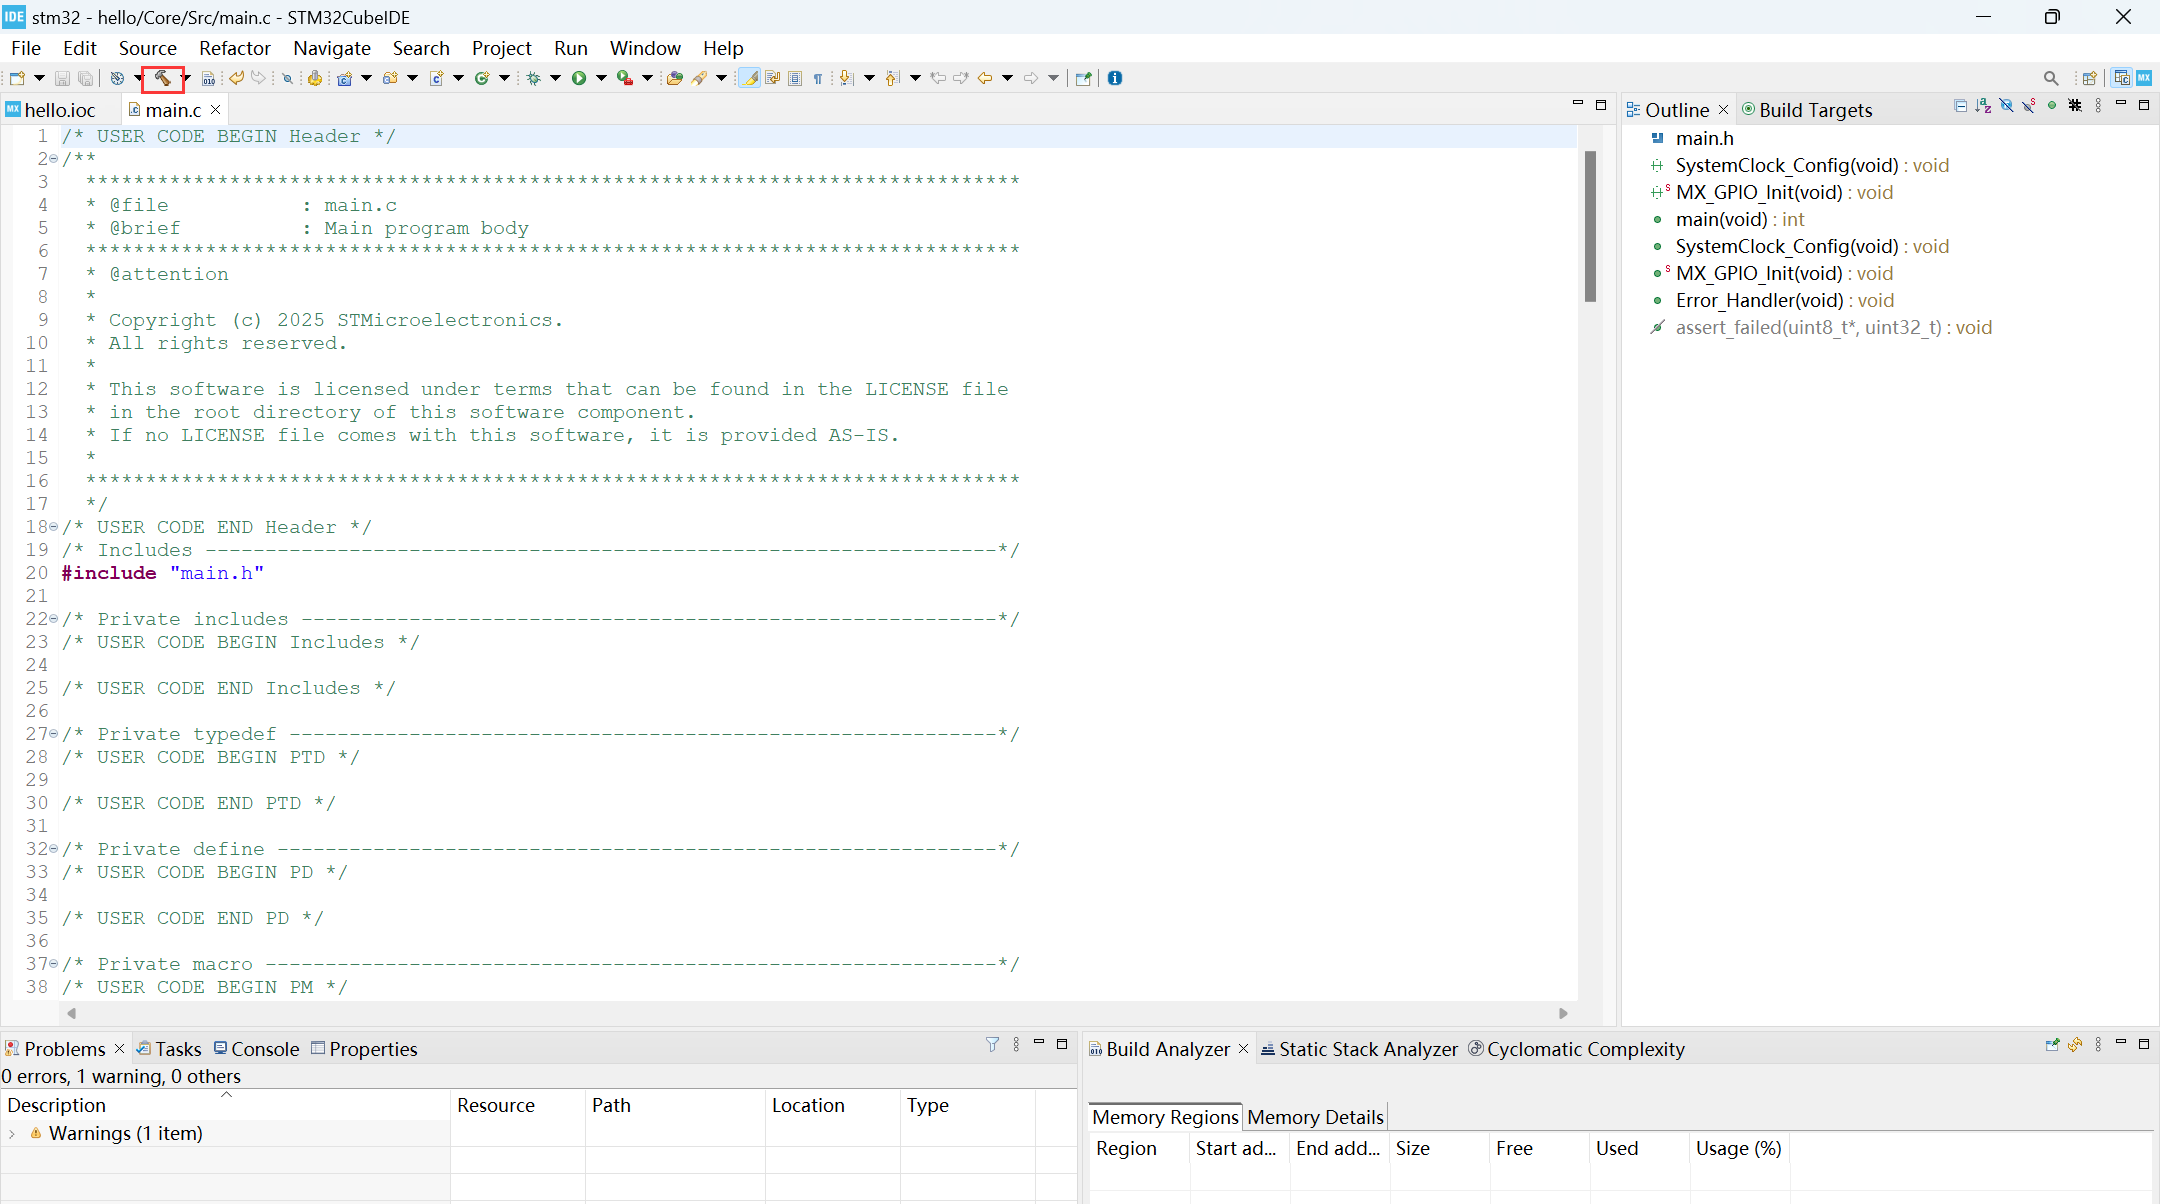 IDE stm32 - hello/Core/Src/main.c - STM32CubeIDE
File Edit Source Refactor Navigate Search Project Run Window Help
MX hello.ioc main.c
1 /* USER CODE BEGIN Header */
2 /**
3   ******************************************************************************
4   * @file           : main.c
5   * @brief          : Main program body
6   ******************************************************************************
7   * @attention
8   *
9   * Copyright (c) 2025 STMicroelectronics.
10   * All rights reserved.
11   *
12   * This software is licensed under terms that can be found in the LICENSE file
13   * in the root directory of this software component.
14   * If no LICENSE file comes with this software, it is provided AS-IS.
15   *
16   ******************************************************************************
17   */
18 /* USER CODE END Header */
19 /* Includes ------------------------------------------------------------------*/
20 #include "main.h"
21
22 /* Private includes ----------------------------------------------------------*/
23 /* USER CODE BEGIN Includes */
24
25 /* USER CODE END Includes */
26
27 /* Private typedef -----------------------------------------------------------*/
28 /* USER CODE BEGIN PTD */
29
30 /* USER CODE END PTD */
31
32 /* Private define ------------------------------------------------------------*/
33 /* USER CODE BEGIN PD */
34
35 /* USER CODE END PD */
36
37 /* Private macro -------------------------------------------------------------*/
38 /* USER CODE BEGIN PM */
Outline Build Targets
main.h
SystemClock_Config(void) : void
MX_GPIO_Init(void) : void
main(void) : int
SystemClock_Config(void) : void
MX_GPIO_Init(void) : void
Error_Handler(void) : void
assert_failed(uint8_t*, uint32_t) : void
Problems Tasks Console Properties
0 errors, 1 warning, 0 others
Description Resource Path Location Type
Warnings (1 item)
Build Analyzer Static Stack Analyzer Cyclomatic Complexity
Memory Regions Memory Details
Region Start ad... End add... Size Free Used Usage (%)